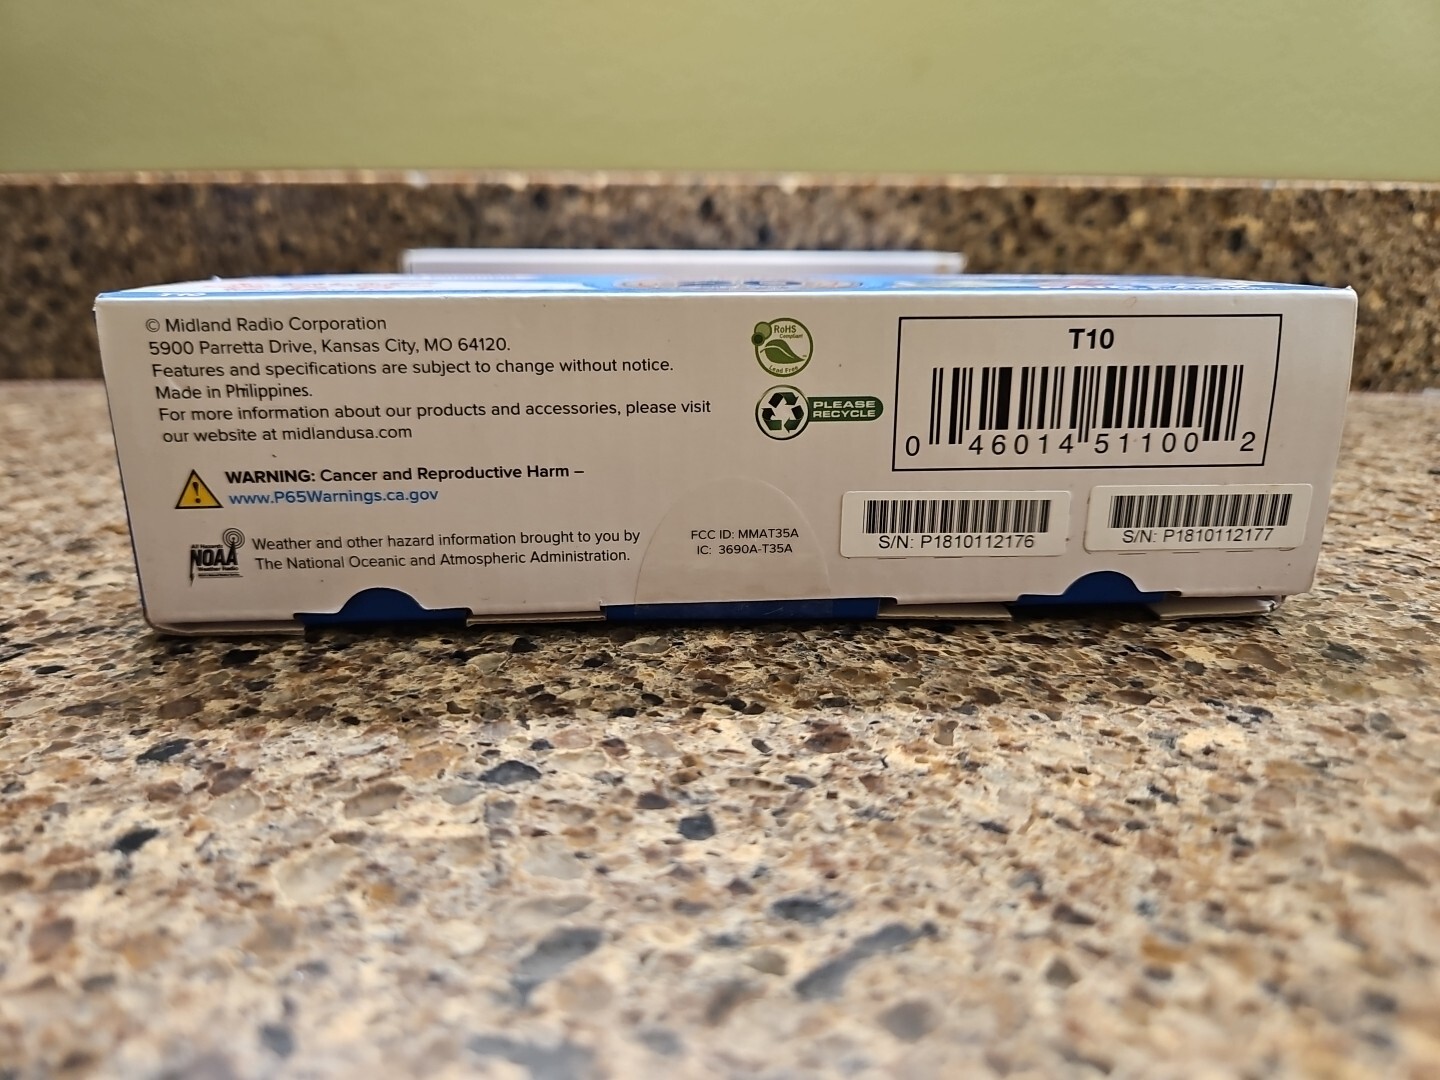 © Midland Radio Corporation
5900 Parretta Drive, Kansas City, MO 64120.
Features and specifications are subject to change without notice.
Made in Philippines.
For more information about our products and accessories, please visit
our website at midlandusa.com
WARNING: Cancer and Reproductive Harm –
www.P65Warnings.ca.gov
NOAA
Weather and other hazard information brought to you by
The National Oceanic and Atmospheric Administration.
RoHS
Compliant
Lead Free
PLEASE
RECYCLE
FCC ID: MMAT35A
IC: 3690A-T35A
T10
0 46014 51100 2
S/N: P1810112176
S/N: P1810112177